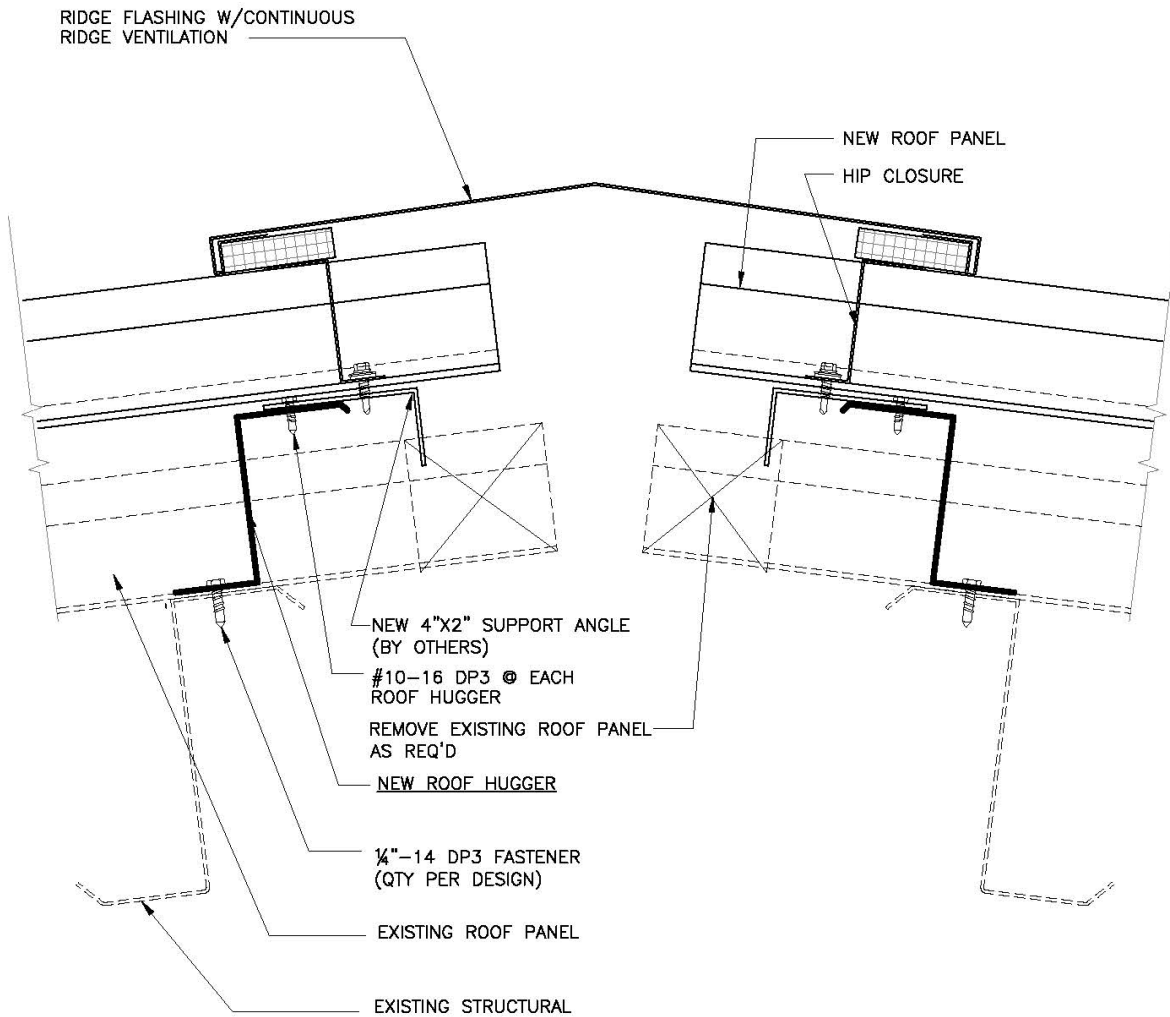 RIDGE FLASHING W/CONTINUOUS
RIDGE VENTILATION
NEW ROOF PANEL
HIP CLOSURE
NEW 4"X2" SUPPORT ANGLE
(BY OTHERS)
#10-16 DP3 @ EACH
ROOF HUGGER
REMOVE EXISTING ROOF PANEL
AS REQ'D
NEW ROOF HUGGER
¼"-14 DP3 FASTENER
(QTY PER DESIGN)
EXISTING ROOF PANEL
EXISTING STRUCTURAL